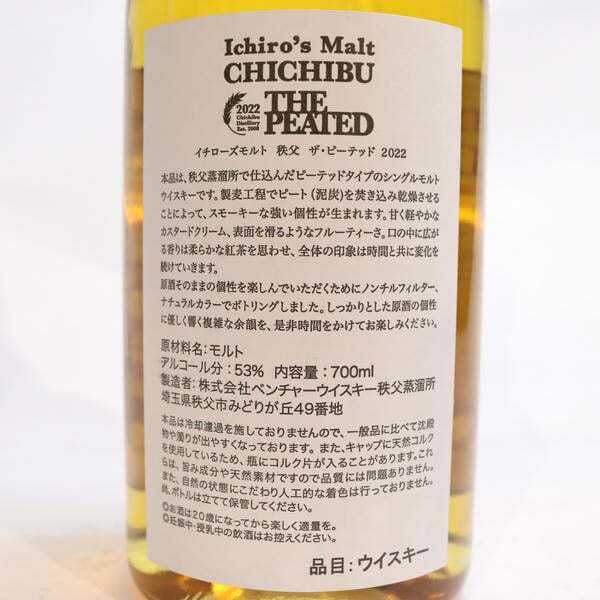 Ichiro's Malt
CHICHIBU
2022
Chichibu
Distillery
Est. 2008
THE
PEATED
イチローズモルト 秩父 ザ・ピーテッド 2022
本品は、秩父蒸溜所で仕込んだピーテッドタイプのシングルモルト
ウイスキーです。製麦工程でピート(泥炭)を焚き込み乾燥させる
ことによって、スモーキーな強い個性が生まれます。甘く軽やかな
カスタードクリーム、表面を滑るようなフルーティーさ。口の中に広が
る香りは柔らかな紅茶を思わせ、全体の印象は時間と共に変化を
続けていきます。
原酒そのままの個性を楽しんでいただくためにノンチルフィルター、
ナチュラルカラーでボトリングしました。しっかりとした原酒の個性
に優しく響く複雑な余韻を、是非時間をかけてお楽しみください。
原材料名:モルト
アルコール分:53% 内容量:700ml
製造者:株式会社ベンチャーウイスキー秩父蒸溜所
埼玉県秩父市みどりが丘49番地
本品は冷却濾過を施しておりませんので、一般品に比べて沈殿
物や濁りが出やすくなっております。また、キャップに天然コルク
を使用しているため、瓶にコルク片が入ることがあります。これ
らは、旨み成分や天然素材ですので品質には問題ありません。
また、自然の状態にこだわり人工的な着色は行っておりません。
尚、ボトルは立てて保管してください。
◎お酒は20歳になってから楽しく適量を。
◎妊娠中・授乳中の飲酒はお控えください。
品目:ウイスキー